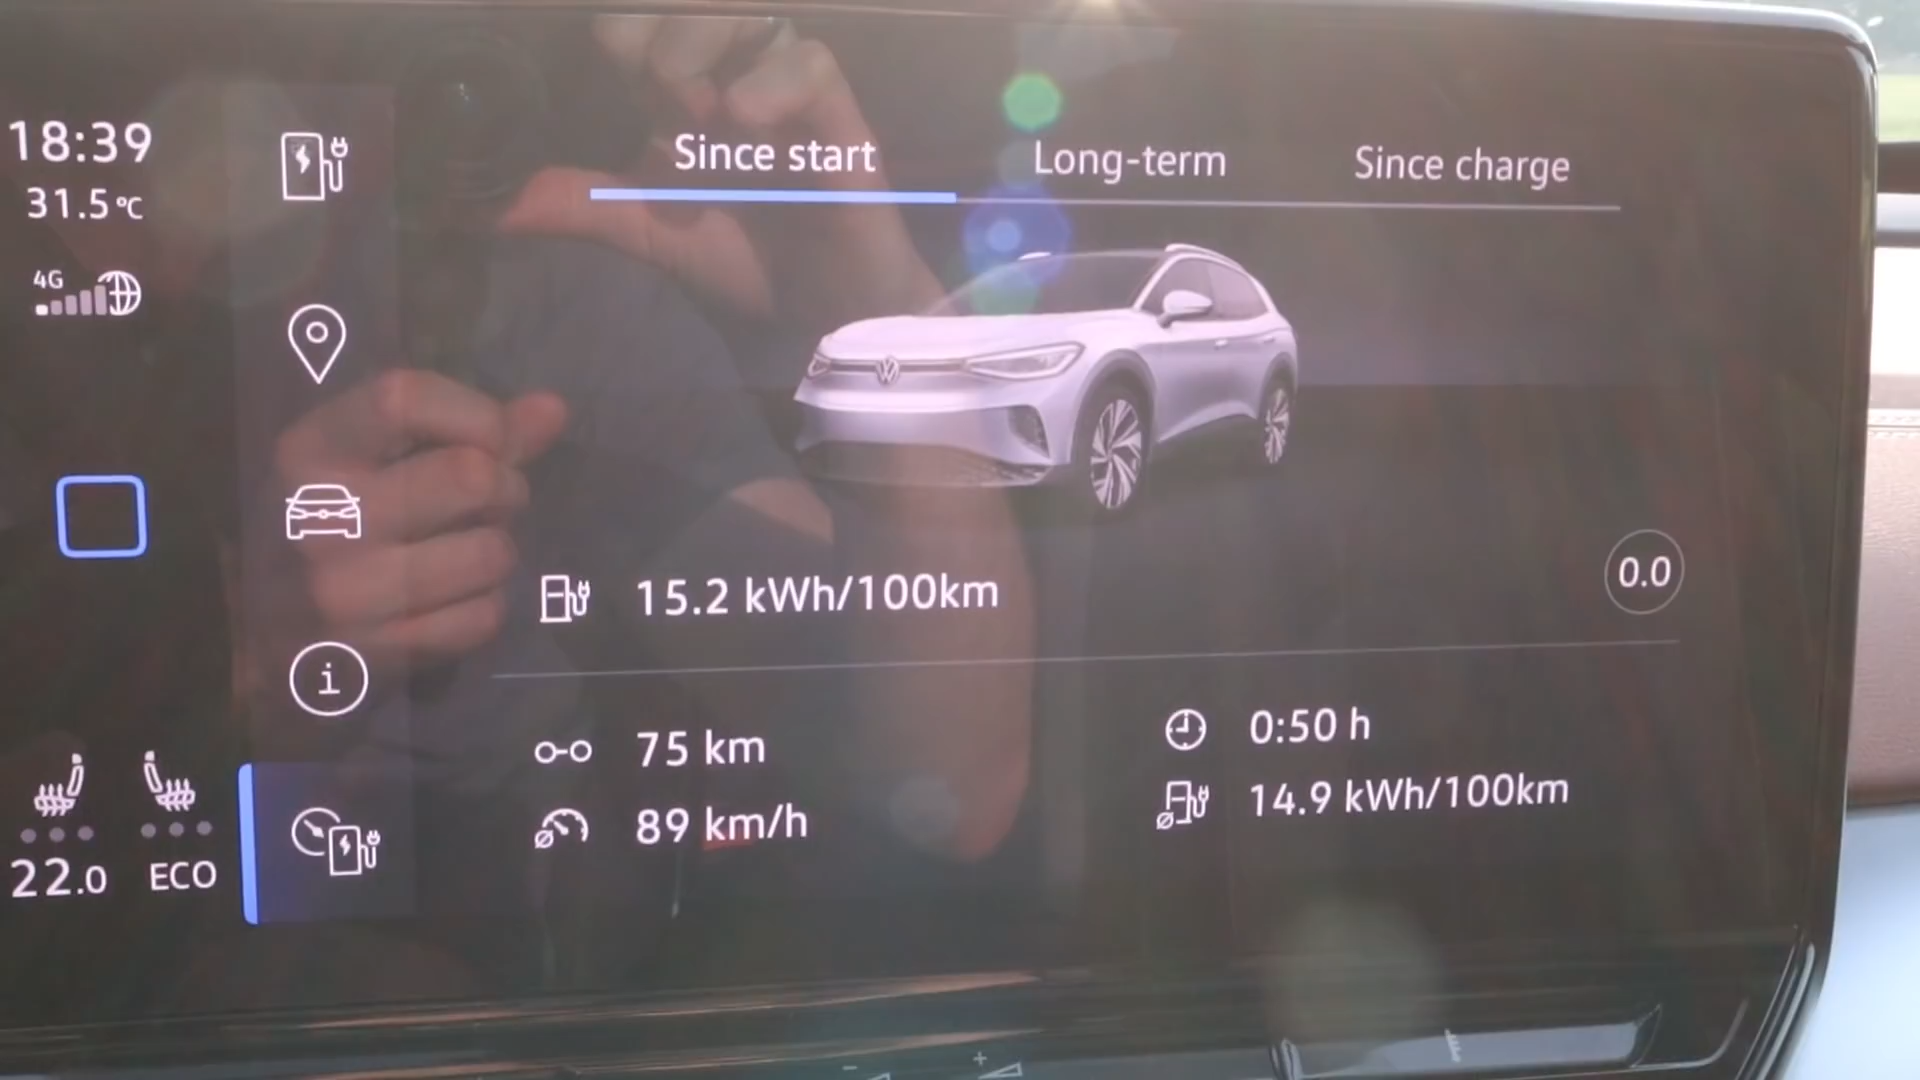 18:39
31.5°C
4G
Since start
Long-term
Since charge
15.2 kWh/100km
0.0
i
75 km
0:50 h
89 km/h
14.9 kWh/100km
22.0
ECO